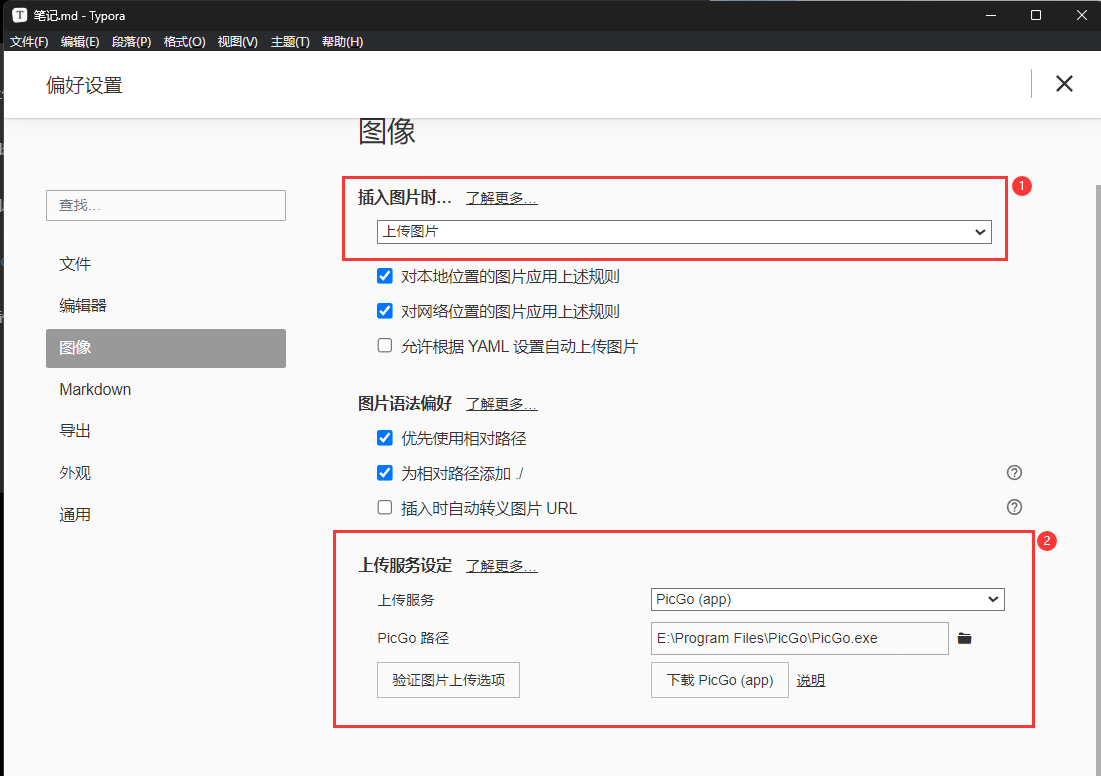 笔记.md - Typora
文件(F) 编辑(E) 段落(P) 格式(O) 视图(V) 主题(T) 帮助(H)
偏好设置
图像
查找...
文件
编辑器
图像
Markdown
导出
外观
通用
插入图片时... 了解更多...
1
上传图片
对本地位置的图片应用上述规则
对网络位置的图片应用上述规则
允许根据 YAML 设置自动上传图片
图片语法偏好 了解更多...
优先使用相对路径
为相对路径添加 ./
插入时自动转义图片 URL
2
上传服务设定 了解更多...
上传服务 PicGo (app)
PicGo 路径 E:\Program Files\PicGo\PicGo.exe
验证图片上传选项 下载 PicGo (app) 说明